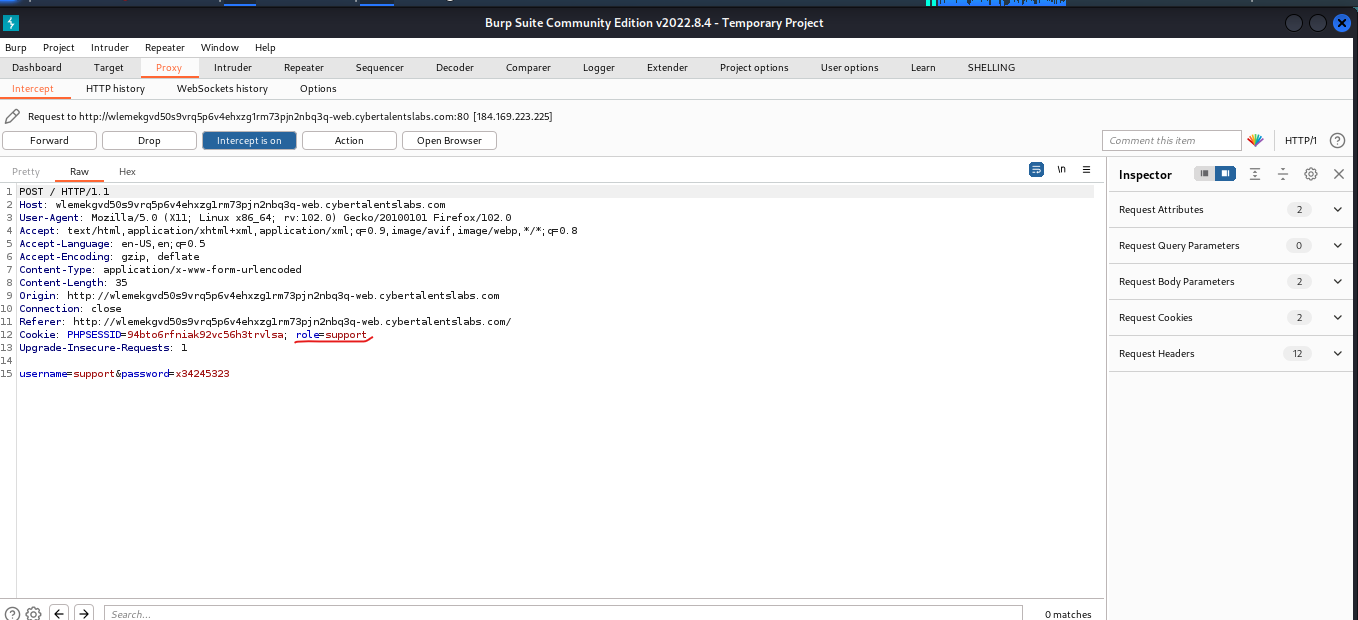 Burp Suite Community Edition v2022.8.4 - Temporary Project
Burp Project Intruder Repeater Window Help
Dashboard Target Proxy Intruder Repeater Sequencer Decoder Comparer Logger Extender Project options User options Learn SHELLING
Intercept HTTP history WebSockets history Options
Request to http://wlemekgvd50s9vrq5p6v4ehxzg1rm73pjn2nbq3q-web.cybertalentslabs.com:80 [184.169.223.225]
Forward Drop Intercept is on Action Open Browser Comment this item HTTP/1 ?
Pretty Raw Hex \n
Inspector
1 POST / HTTP/1.1
2 Host: wlemekgvd50s9vrq5p6v4ehxzg1rm73pjn2nbq3q-web.cybertalentslabs.com
3 User-Agent: Mozilla/5.0 (X11; Linux x86_64; rv:102.0) Gecko/20100101 Firefox/102.0
4 Accept: text/html,application/xhtml+xml,application/xml;q=0.9,image/avif,image/webp,*/*;q=0.8
5 Accept-Language: en-US,en;q=0.5
6 Accept-Encoding: gzip, deflate
7 Content-Type: application/x-www-form-urlencoded
8 Content-Length: 35
9 Origin: http://wlemekgvd50s9vrq5p6v4ehxzg1rm73pjn2nbq3q-web.cybertalentslabs.com
10 Connection: close
11 Referer: http://wlemekgvd50s9vrq5p6v4ehxzg1rm73pjn2nbq3q-web.cybertalentslabs.com/
12 Cookie: PHPSESSID=94bto6rfniak92vc56h3trvlsa; role=support
13 Upgrade-Insecure-Requests: 1
14
15 username=support&password=x34245323
Request Attributes 2
Request Query Parameters 0
Request Body Parameters 2
Request Cookies 2
Request Headers 12
? Search... 0 matches